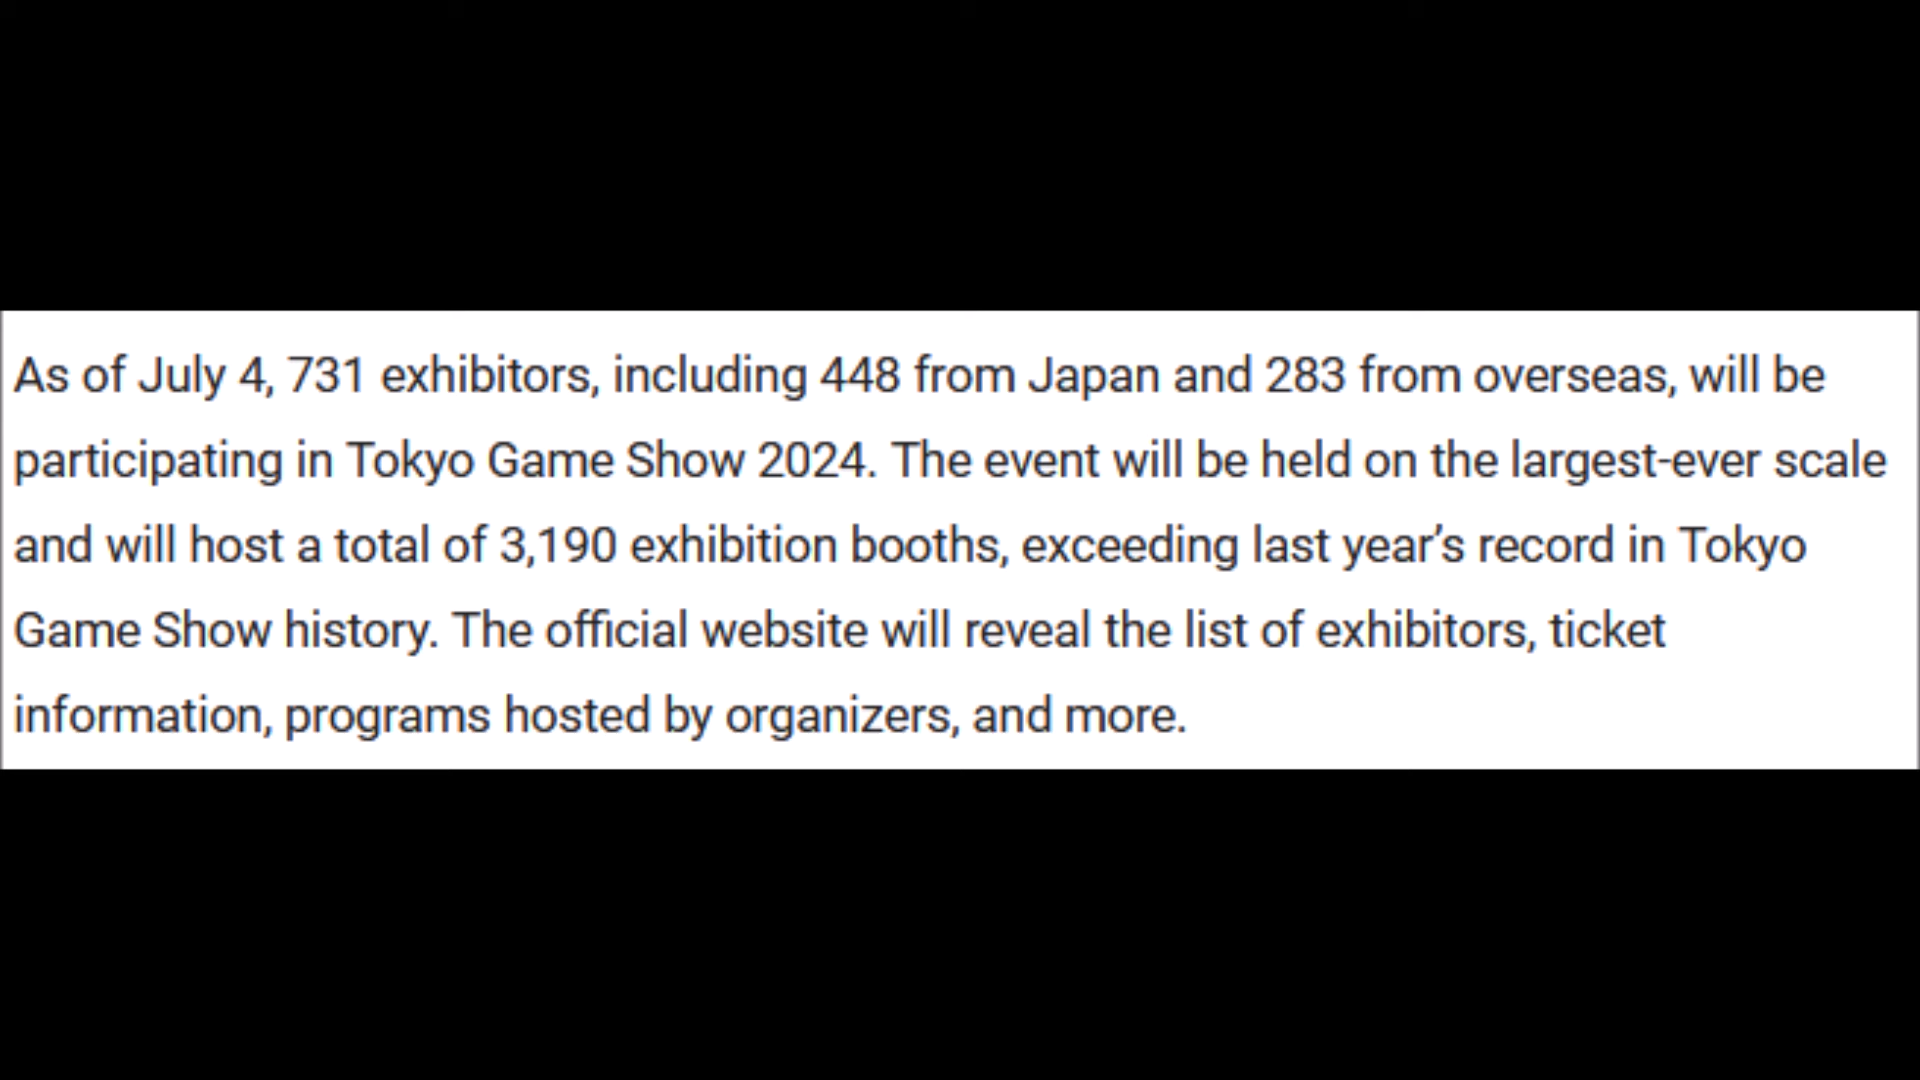 As of July 4, 731 exhibitors, including 448 from Japan and 283 from overseas, will be
participating in Tokyo Game Show 2024. The event will be held on the largest-ever scale
and will host a total of 3,190 exhibition booths, exceeding last year’s record in Tokyo
Game Show history. The official website will reveal the list of exhibitors, ticket
information, programs hosted by organizers, and more.